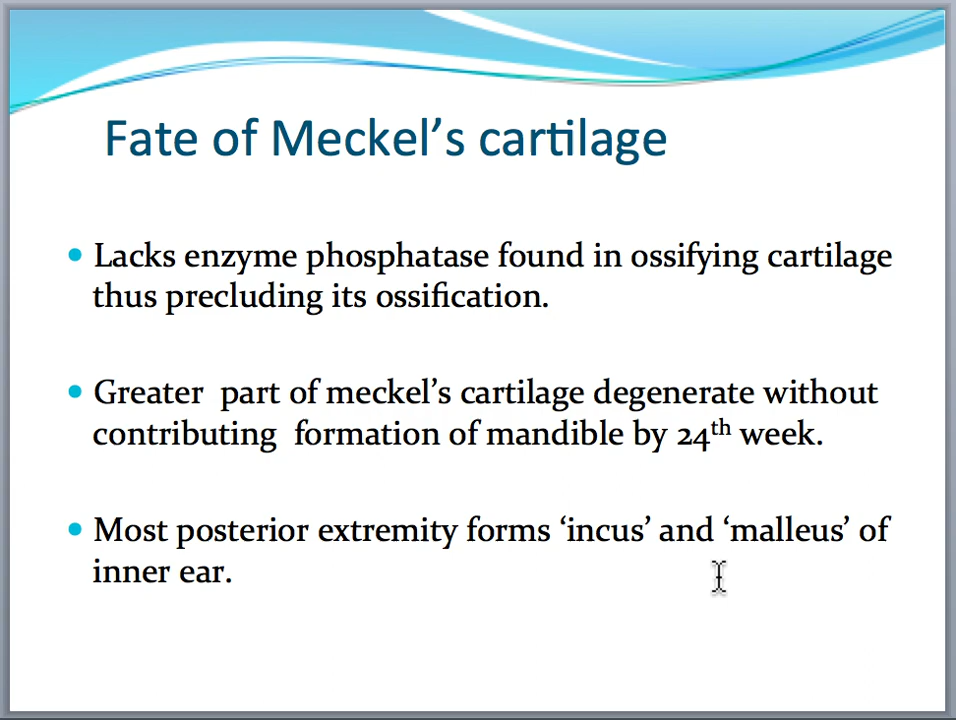 Fate of Meckel’s cartilage
• Lacks enzyme phosphatase found in ossifying cartilage
thus precluding its ossification.
• Greater  part of meckel’s cartilage degenerate without
contributing  formation of mandible by 24th week.
• Most posterior extremity forms ‘incus’ and ‘malleus’ of
inner ear.